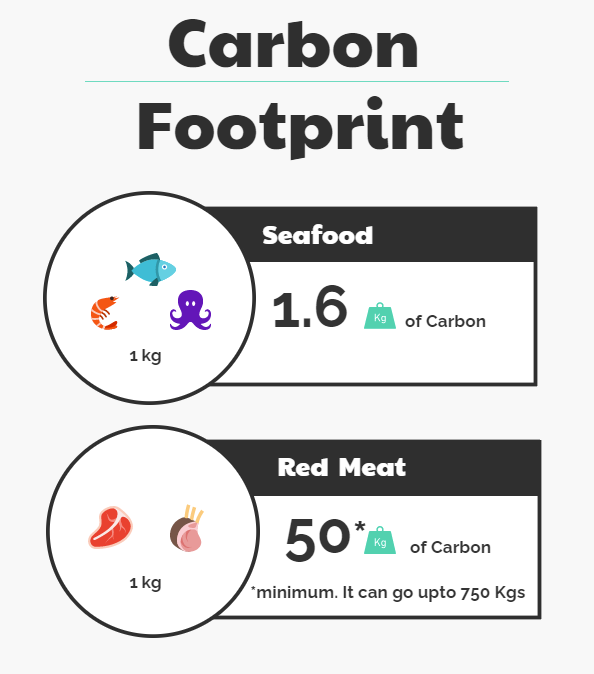 Carbon
Footprint
Seafood
1.6 Kg of Carbon
1 kg
Red Meat
50* Kg of Carbon
1 kg
*minimum. It can go upto 750 Kgs